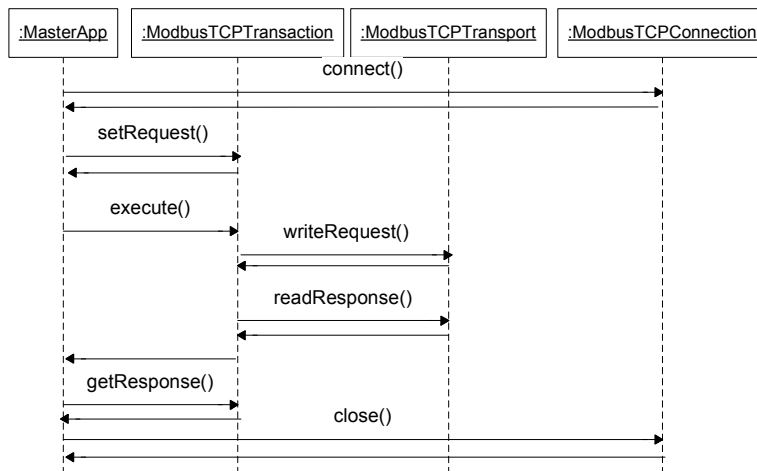 :MasterApp
:ModbusTCPTransaction
:ModbusTCPTransport
:ModbusTCPConnection
connect()
setRequest()
execute()
writeRequest()
readResponse()
getResponse()
close()